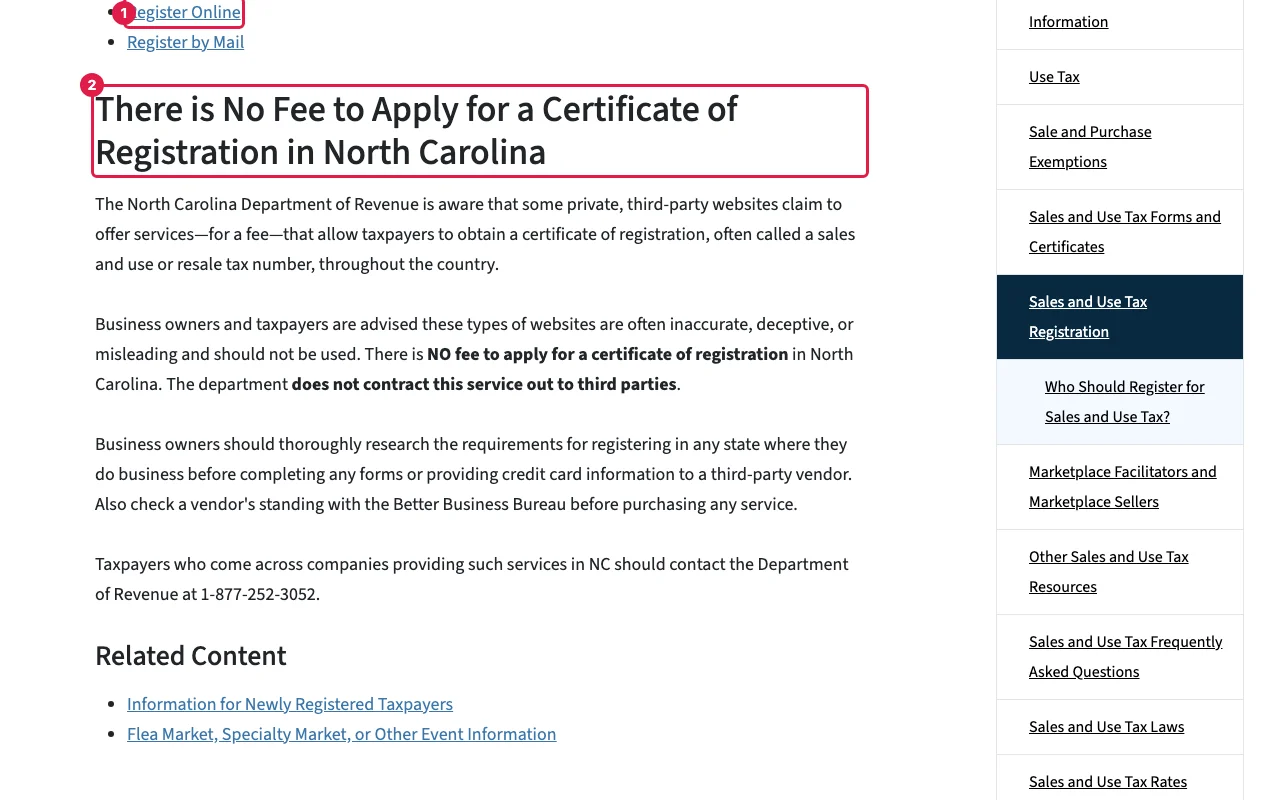 1
Register Online
Register by Mail
2
There is No Fee to Apply for a Certificate of
Registration in North Carolina
The North Carolina Department of Revenue is aware that some private, third-party websites claim to
offer services—for a fee—that allow taxpayers to obtain a certificate of registration, often called a sales
and use or resale tax number, throughout the country.
Business owners and taxpayers are advised these types of websites are often inaccurate, deceptive, or
misleading and should not be used. There is NO fee to apply for a certificate of registration in North
Carolina. The department does not contract this service out to third parties.
Business owners should thoroughly research the requirements for registering in any state where they
do business before completing any forms or providing credit card information to a third-party vendor.
Also check a vendor's standing with the Better Business Bureau before purchasing any service.
Taxpayers who come across companies providing such services in NC should contact the Department
of Revenue at 1-877-252-3052.
Related Content
Information for Newly Registered Taxpayers
Flea Market, Specialty Market, or Other Event Information
Information
Use Tax
Sale and Purchase
Exemptions
Sales and Use Tax Forms and
Certificates
Sales and Use Tax
Registration
Who Should Register for
Sales and Use Tax?
Marketplace Facilitators and
Marketplace Sellers
Other Sales and Use Tax
Resources
Sales and Use Tax Frequently
Asked Questions
Sales and Use Tax Laws
Sales and Use Tax Rates